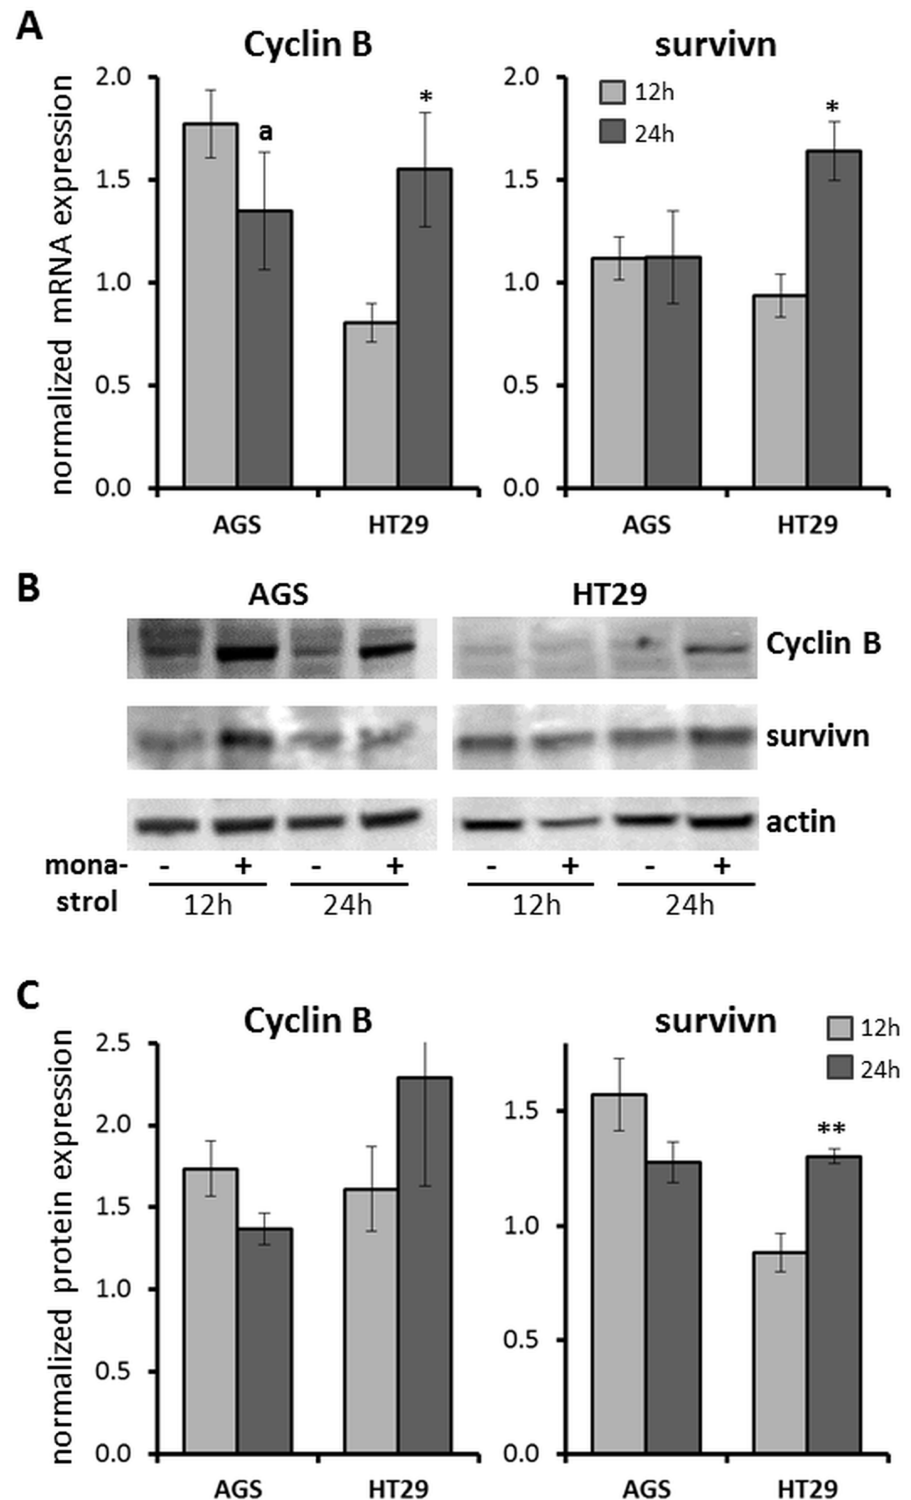 A
Cyclin B
survivn
normalized mRNA expression
2.0
1.5
1.0
0.5
0.0
a
*
AGS
HT29
2.0
1.5
1.0
0.5
0.0
12h
24h
*
AGS
HT29
B
AGS
HT29
Cyclin B
survivn
actin
mona-
strol
- + - +
- + - +
12h 24h
12h 24h
C
Cyclin B
survivn
normalized protein expression
2.5
2.0
1.5
1.0
0.5
0.0
AGS
HT29
12h
24h
1.5
1.0
0.5
0.0
**
AGS
HT29